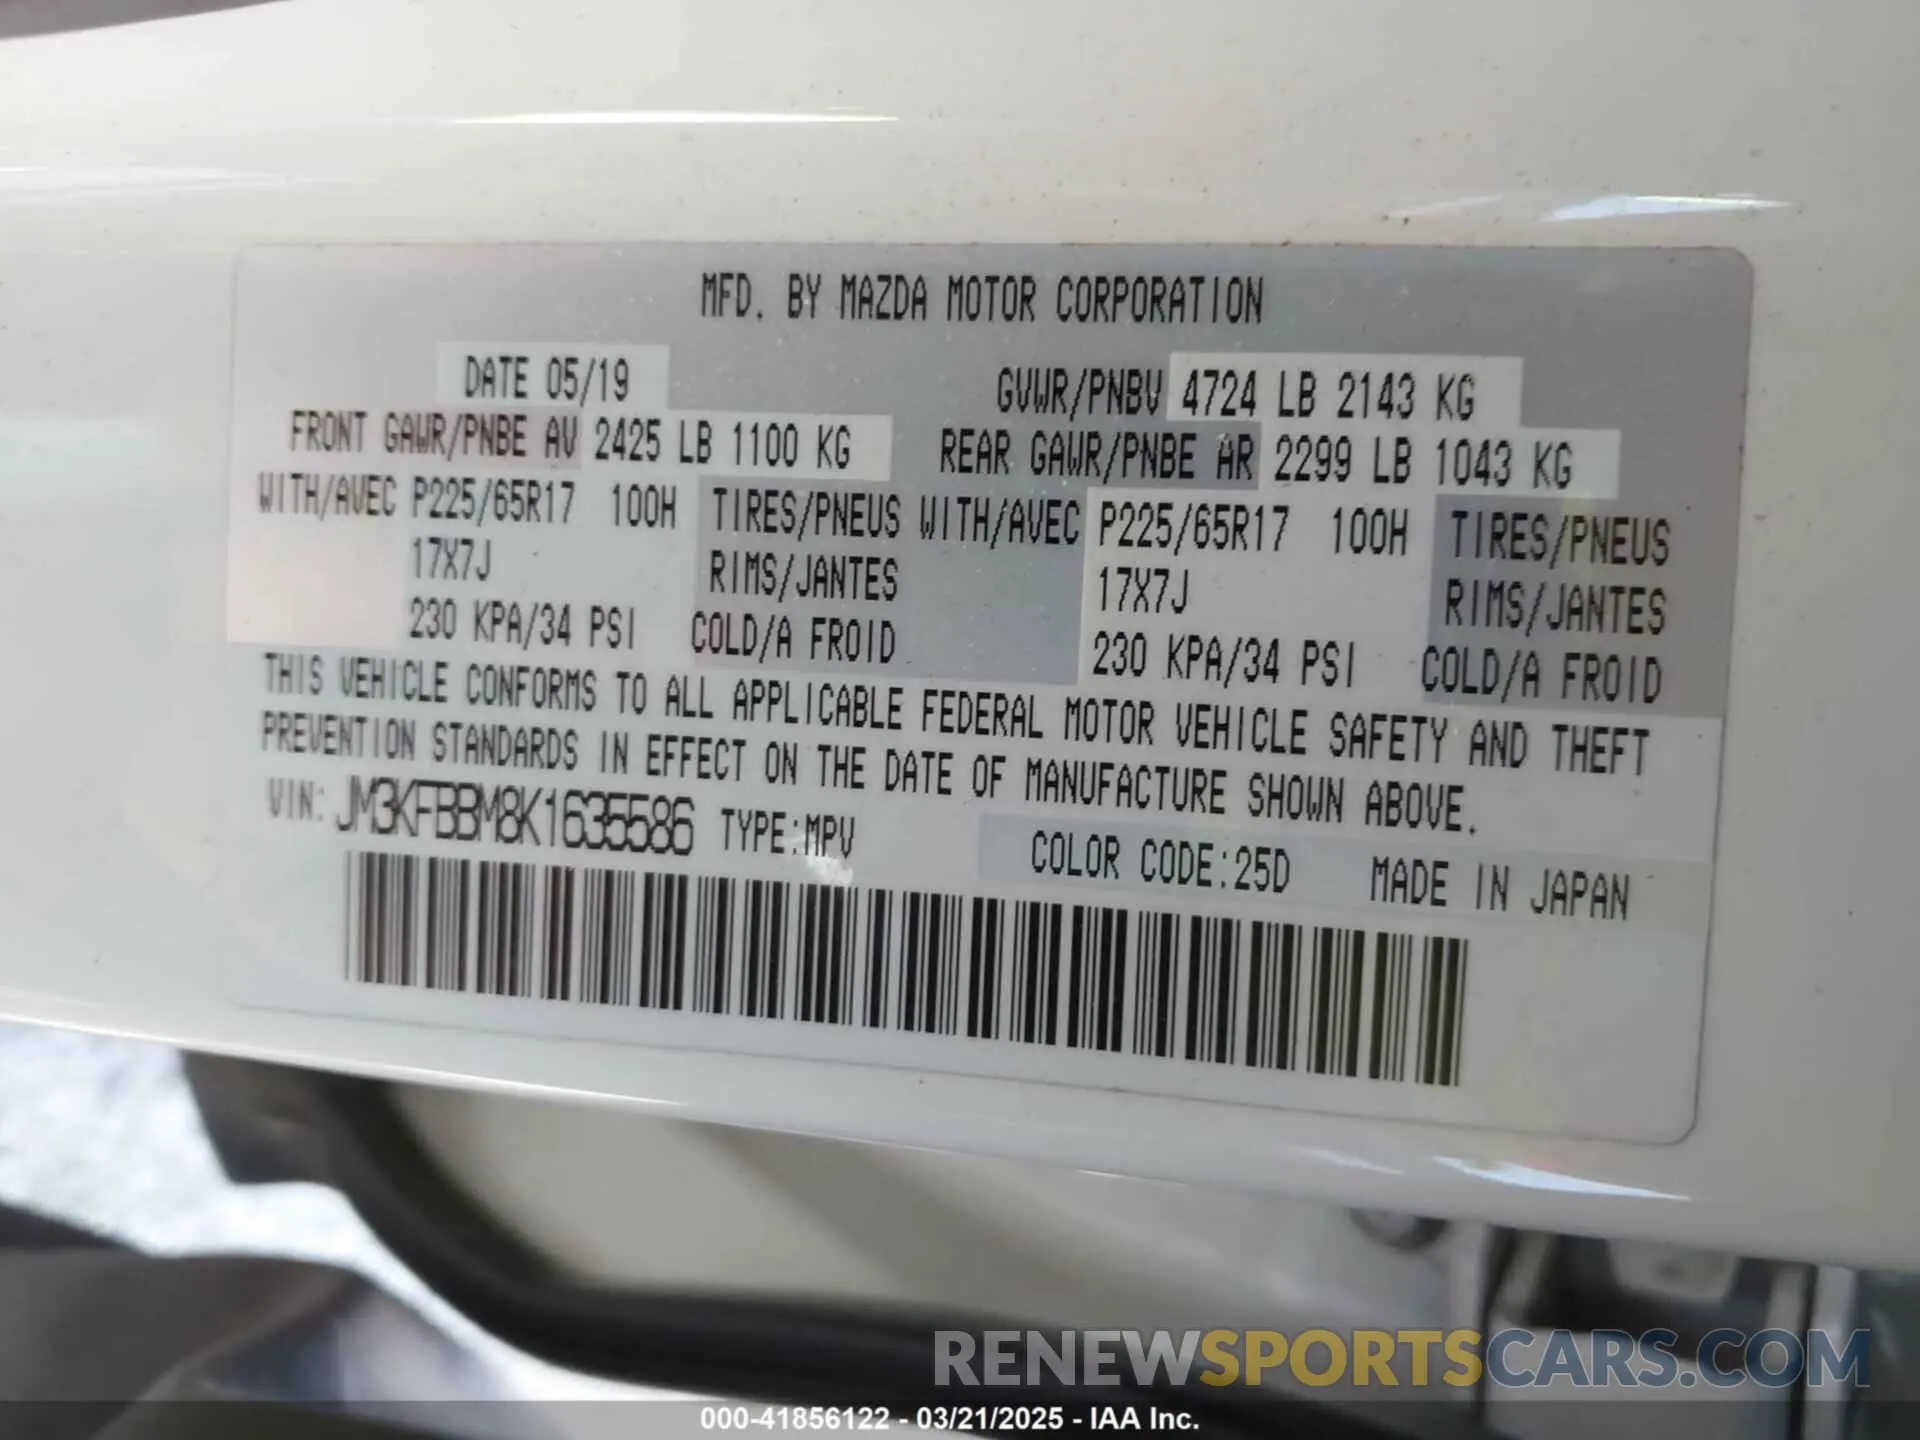 MFD. BY MAZDA MOTOR CORPORATION
DATE 05/19 GVWR/PNBV 4724 LB 2143 KG
FRONT GAWR/PNBE AV 2425 LB 1100 KG REAR GAWR/PNBE AR 2299 LB 1043 KG
WITH/AVEC P225/65R17 100H TIRES/PNEUS WITH/AVEC P225/65R17 100H TIRES/PNEUS
17X7J RIMS/JANTES 17X7J RIMS/JANTES
230 KPA/34 PSI COLD/A FROID 230 KPA/34 PSI COLD/A FROID
THIS VEHICLE CONFORMS TO ALL APPLICABLE FEDERAL MOTOR VEHICLE SAFETY AND THEFT
PREVENTION STANDARDS IN EFFECT ON THE DATE OF MANUFACTURE SHOWN ABOVE.
VIN: JM3KFBBM8K1635586 TYPE:MPV COLOR CODE:25D MADE IN JAPAN
RENEWSPORTSCARS.COM
000-41856122 - 03/21/2025 - IAA Inc.